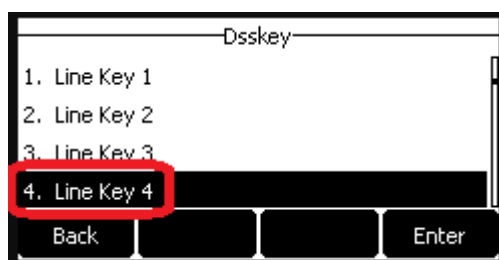 Dsskey
1. Line Key 1
2. Line Key 2
3. Line Key 3
4. Line Key 4
Back Enter